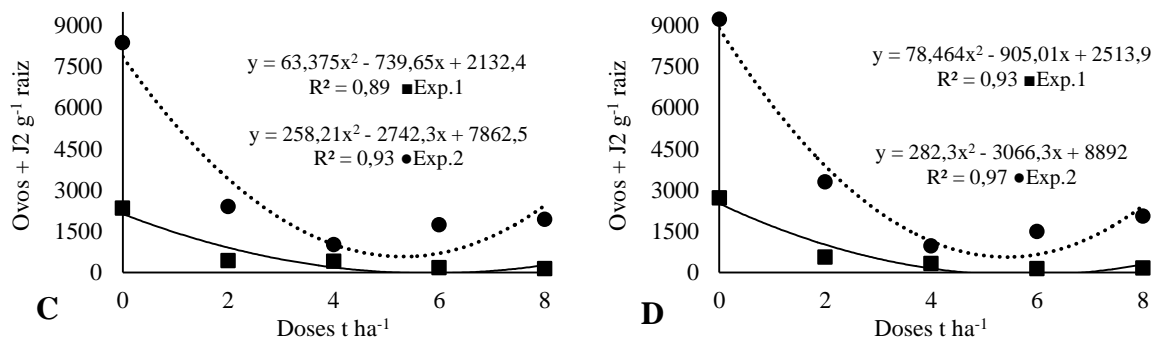 9000
7500
6000
4500
3000
1500
0
Ovos + J2 g⁻¹ raiz
y = 63,375x² - 739,65x + 2132,4
R² = 0,89 ■Exp.1
y = 258,21x² - 2742,3x + 7862,5
R² = 0,93 ●Exp.2
0 2 4 6 8
Doses t ha⁻¹
C
9000
7500
6000
4500
3000
1500
0
Ovos + J2 g⁻¹ raiz
y = 78,464x² - 905,01x + 2513,9
R² = 0,93 ■Exp.1
y = 282,3x² - 3066,3x + 8892
R² = 0,97 ●Exp.2
0 2 4 6 8
Doses t ha⁻¹
D